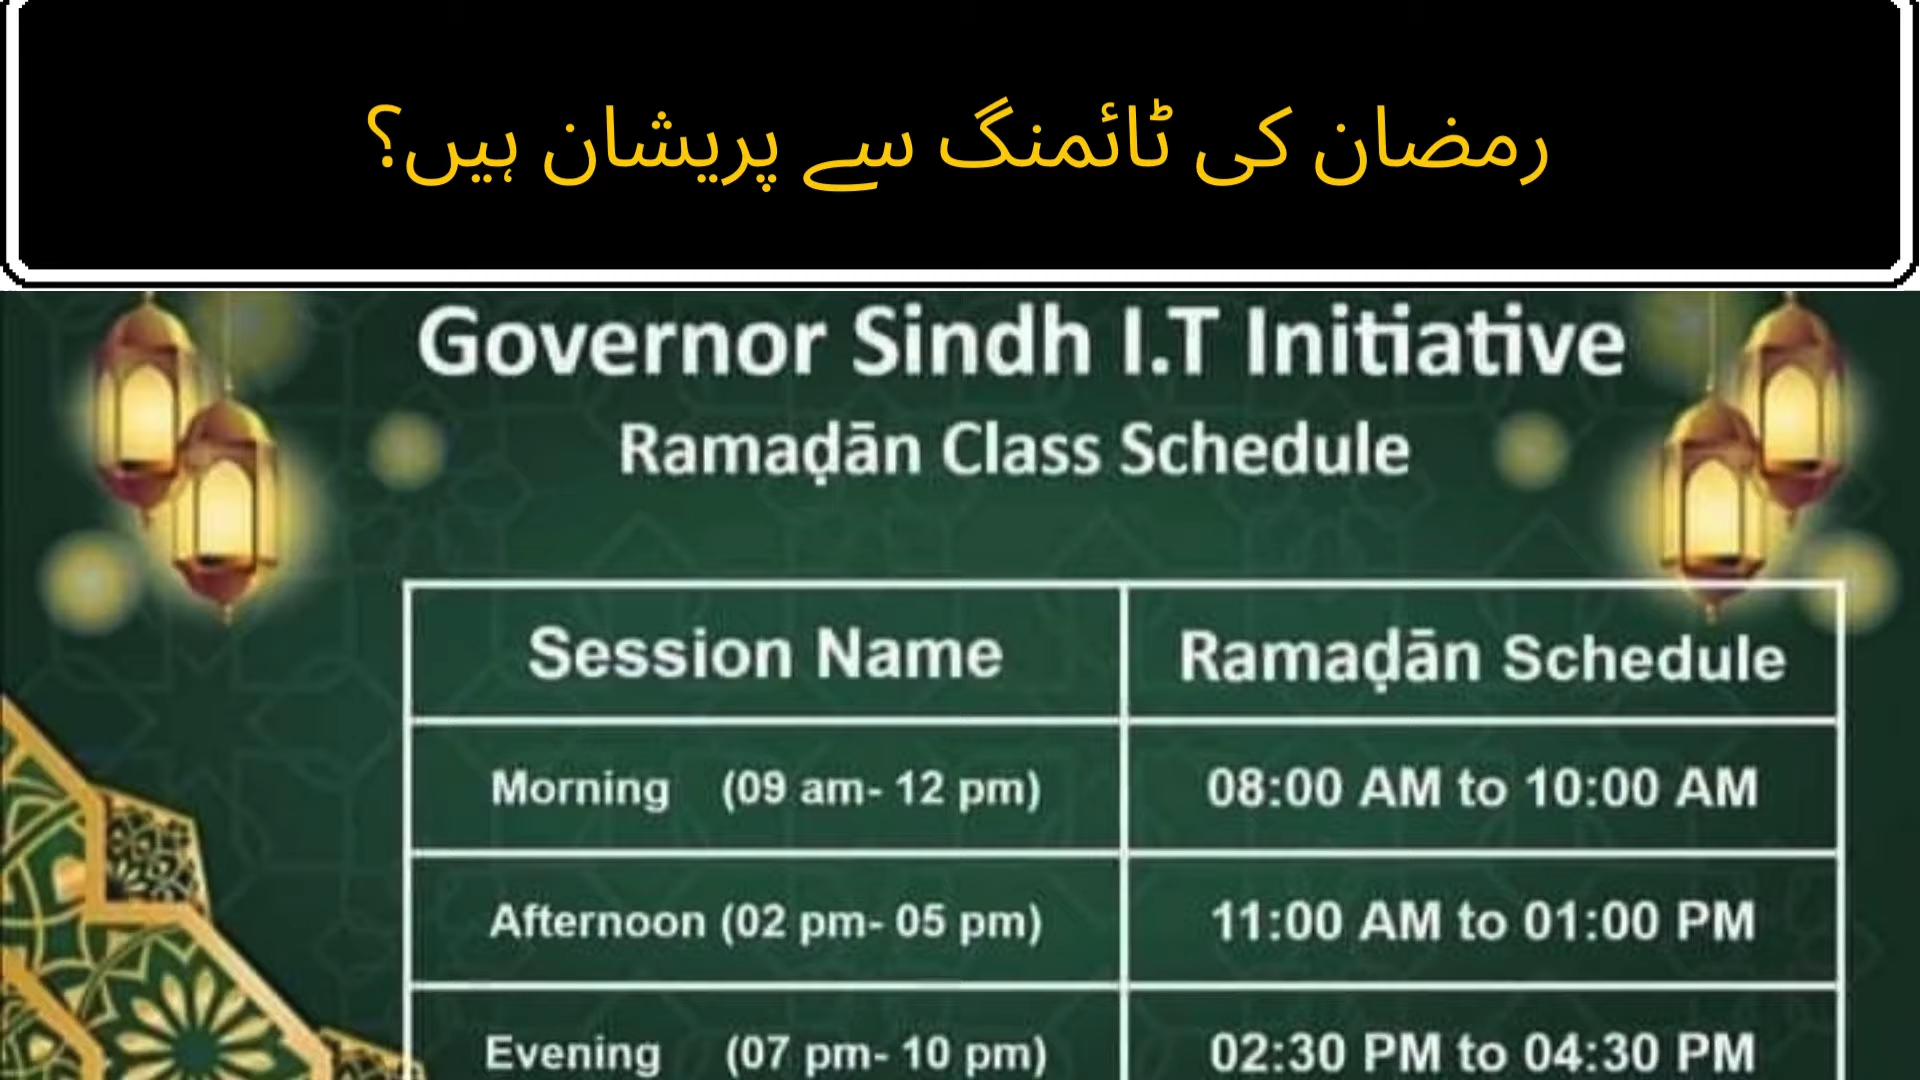 رمضان کی ٹائمنگ سے پریشان ہیں؟
Governor Sindh I.T Initiative
Ramaḍān Class Schedule
Session Name Ramaḍān Schedule
Morning (09 am- 12 pm) 08:00 AM to 10:00 AM
Afternoon (02 pm- 05 pm) 11:00 AM to 01:00 PM
Evening (07 pm- 10 pm) 02:30 PM to 04:30 PM